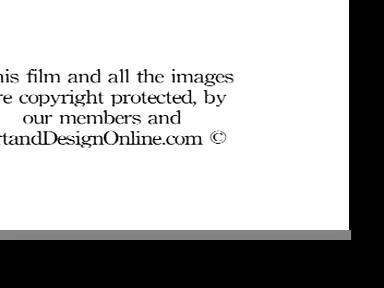 his film and all the images
re copyright protected, by
our members and
rtandDesignOnline.com ©